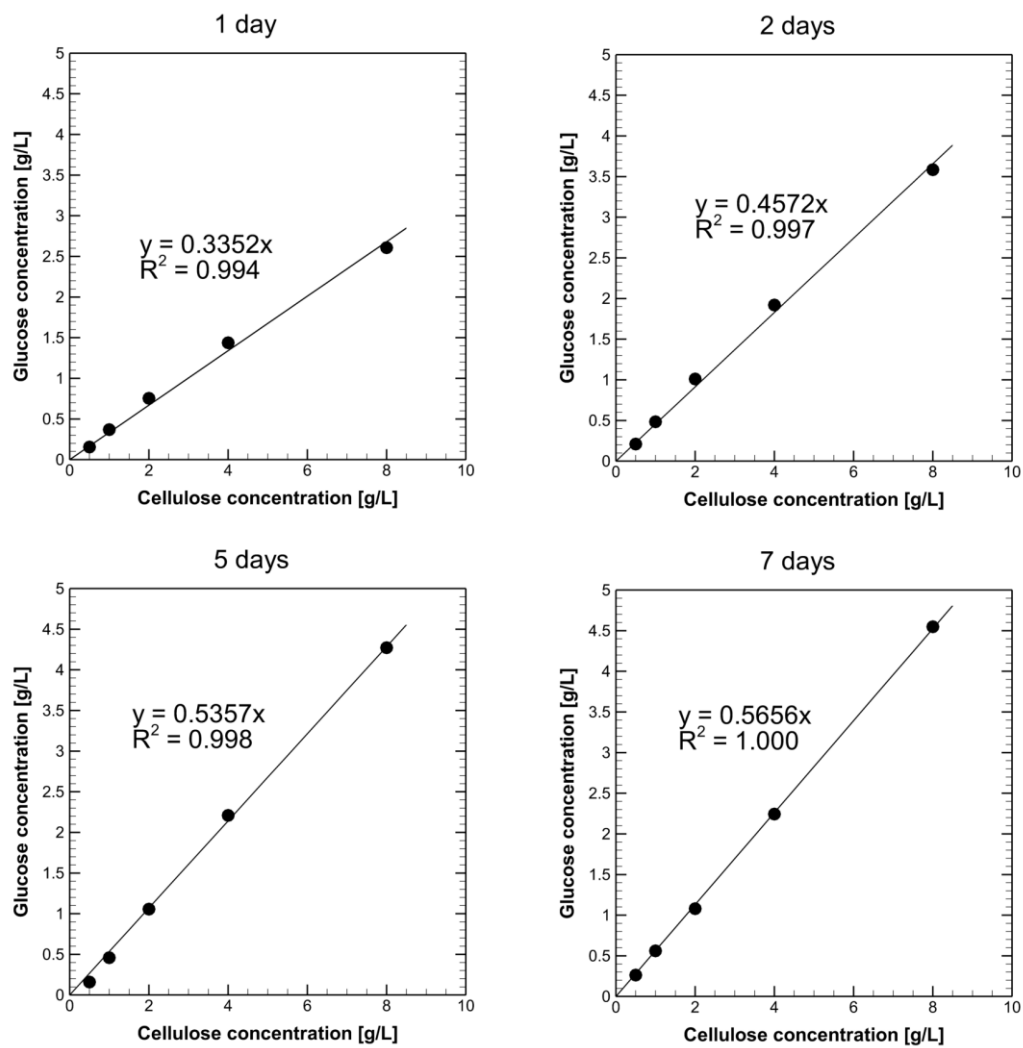 1 day
5
4.5
4
3.5
3
2.5
2
1.5
1
0.5
0
Glucose concentration [g/L]
y = 0.3352x
R² = 0.994
0 2 4 6 8 10
Cellulose concentration [g/L]
2 days
5
4.5
4
3.5
3
2.5
2
1.5
1
0.5
0
Glucose concentration [g/L]
y = 0.4572x
R² = 0.997
0 2 4 6 8 10
Cellulose concentration [g/L]
5 days
5
4.5
4
3.5
3
2.5
2
1.5
1
0.5
0
Glucose concentration [g/L]
y = 0.5357x
R² = 0.998
0 2 4 6 8 10
Cellulose concentration [g/L]
7 days
5
4.5
4
3.5
3
2.5
2
1.5
1
0.5
0
Glucose concentration [g/L]
y = 0.5656x
R² = 1.000
0 2 4 6 8 10
Cellulose concentration [g/L]